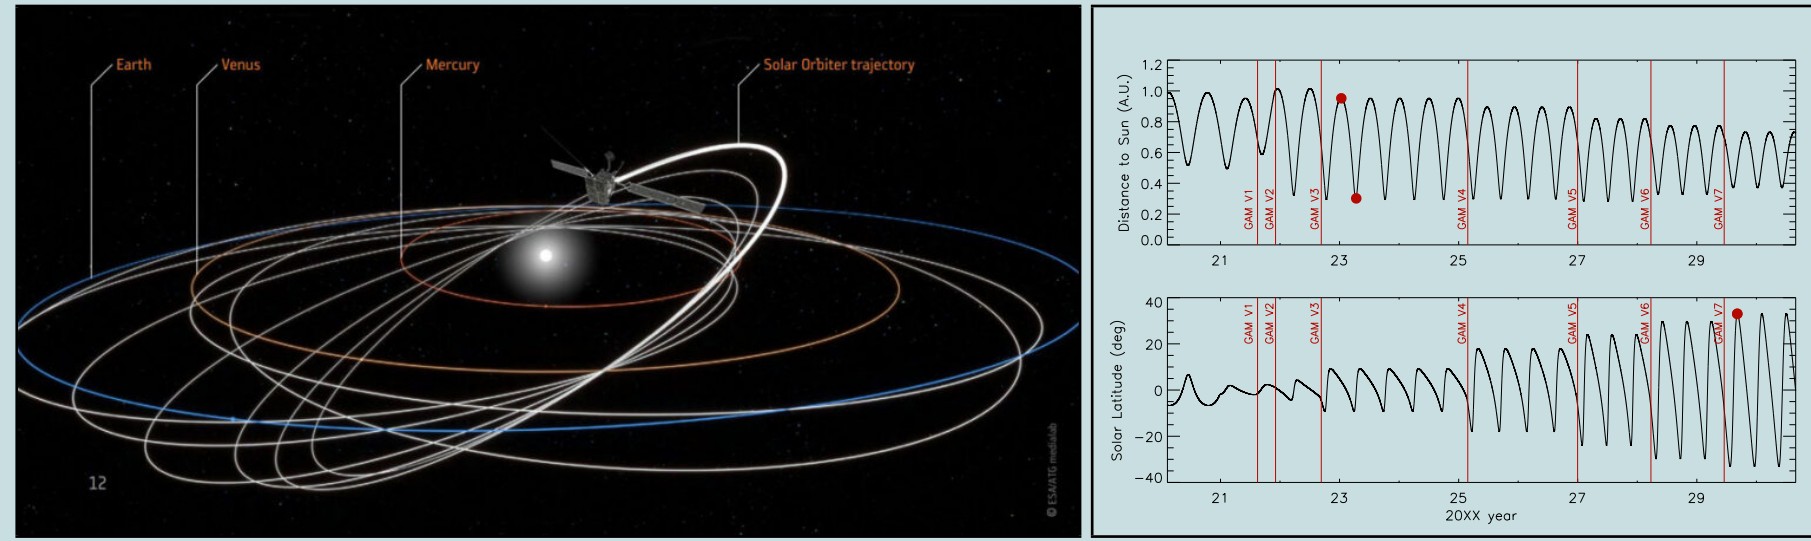 Earth
Venus
Mercury
Solar Orbiter trajectory
12
© ESA/ATG medialab
Distance to Sun (A.U.)
1.2
1.0
0.8
0.6
0.4
0.2
0.0
GAM V1
GAM V2
GAM V3
GAM V4
GAM V5
GAM V6
GAM V7
21 23 25 27 29
Solar Latitude (deg)
40
20
0
−20
−40
GAM V1
GAM V2
GAM V3
GAM V4
GAM V5
GAM V6
GAM V7
21 23 25 27 29
20XX year